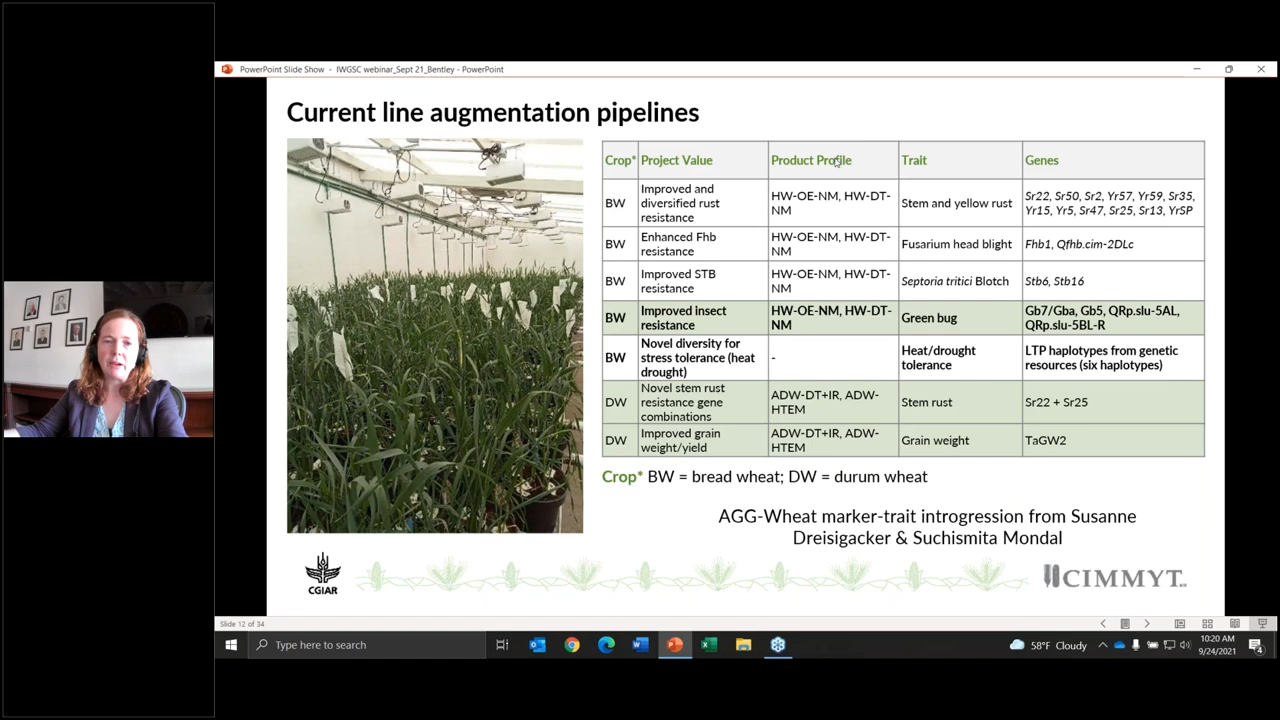 PowerPoint Slide Show - IWGSC webinar_Sept 21_Bentley - PowerPoint
Current line augmentation pipelines
Crop* Project Value Product Profile Trait Genes
BW Improved and diversified rust resistance HW-OE-NM, HW-DT-NM Stem and yellow rust Sr22, Sr50, Sr2, Yr57, Yr59, Sr35, Yr15, Yr5, Sr47, Sr25, Sr13, YrSP
BW Enhanced Fhb resistance HW-OE-NM, HW-DT-NM Fusarium head blight Fhb1, Qfhb.cim-2DLc
BW Improved STB resistance HW-OE-NM, HW-DT-NM Septoria tritici Blotch Stb6, Stb16
BW Improved insect resistance HW-OE-NM, HW-DT-NM Green bug Gb7/Gba, Gb5, QRp.slu-5AL, QRp.slu-5BL-R
BW Novel diversity for stress tolerance (heat drought) - Heat/drought tolerance LTP haplotypes from genetic resources (six haplotypes)
DW Novel stem rust resistance gene combinations ADW-DT+IR, ADW-HTEM Stem rust Sr22 + Sr25
DW Improved grain weight/yield ADW-DT+IR, ADW-HTEM Grain weight TaGW2
Crop* BW = bread wheat; DW = durum wheat
AGG-Wheat marker-trait introgression from Susanne
Dreisigacker & Suchismita Mondal
CGIAR
CIMMYT
Slide 12 of 34
Type here to search
58°F Cloudy
10:20 AM
9/24/2021
4